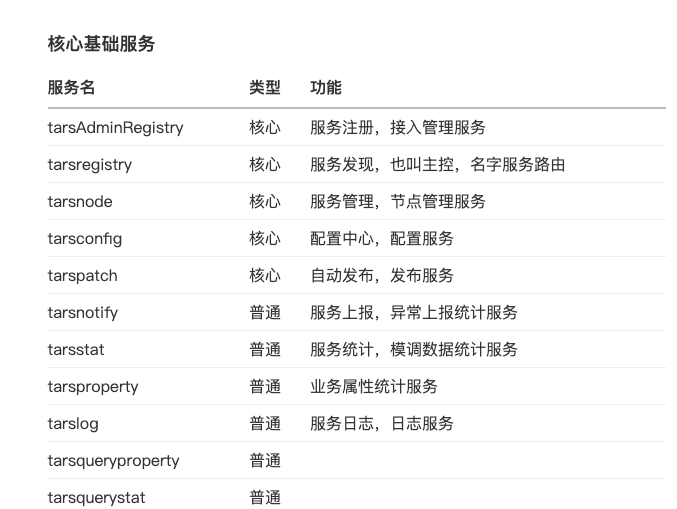 核心基础服务
服务名 类型 功能
tarsAdminRegistry 核心 服务注册，接入管理服务
tarsregistry 核心 服务发现，也叫主控，名字服务路由
tarsnode 核心 服务管理，节点管理服务
tarsconfig 核心 配置中心，配置服务
tarspatch 核心 自动发布，发布服务
tarsnotify 普通 服务上报，异常上报统计服务
tarsstat 普通 服务统计，模调数据统计服务
tarsproperty 普通 业务属性统计服务
tarslog 普通 服务日志，日志服务
tarsqueryproperty 普通
tarsquerystat 普通